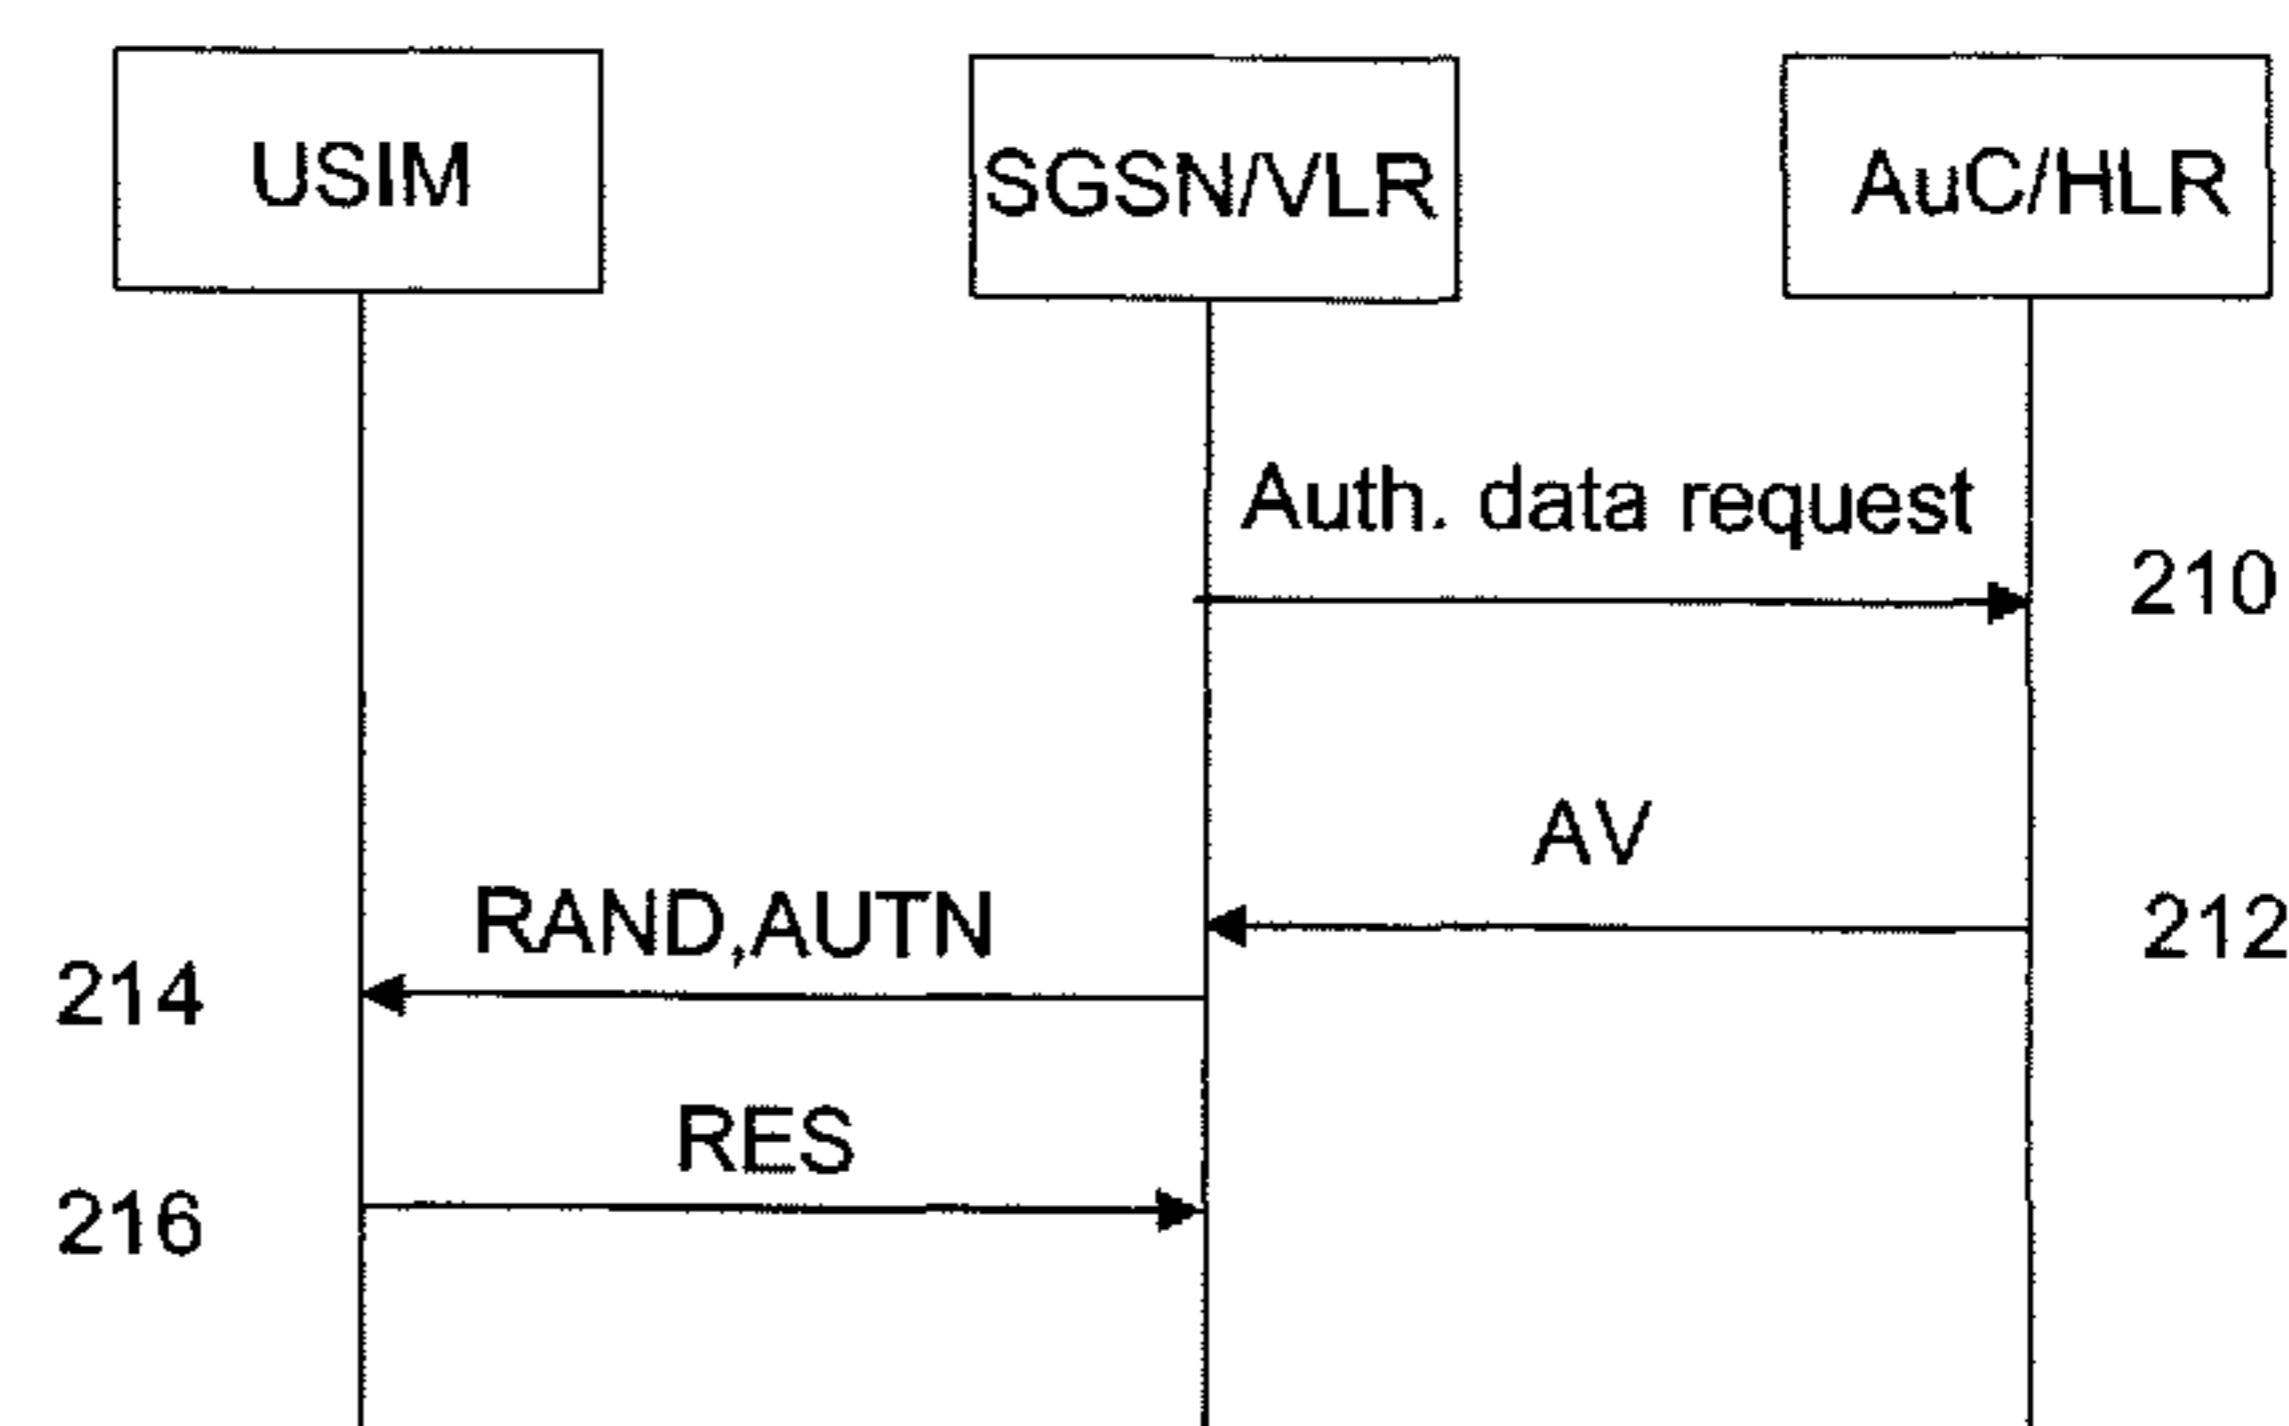 USIM
SGSN/VLR
AuC/HLR
Auth. data request
210
AV
212
RAND,AUTN
214
RES
216